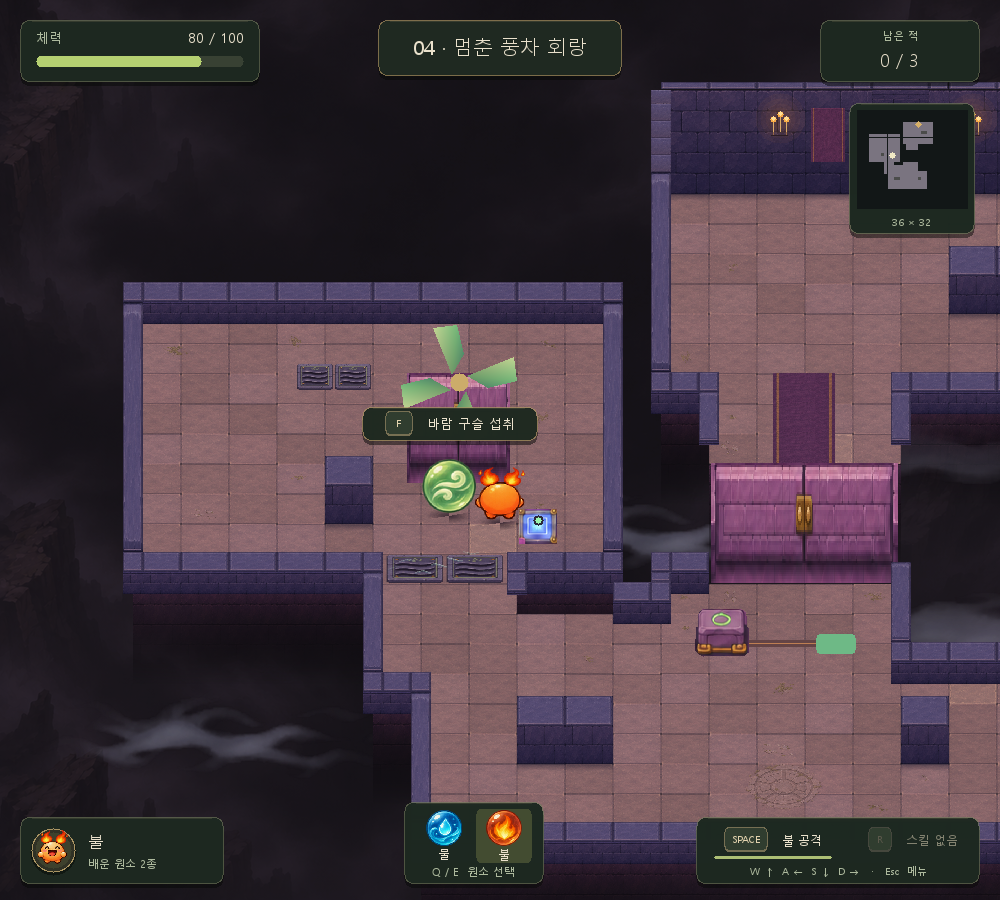 체력 80 / 100
04 · 멈춘 풍차 회랑
남은 적
0 / 3
36 × 32
F 바람 구슬 섭취
불
배운 원소 2종
물 불
Q / E 원소 선택
SPACE 불 공격 R 스킬 없음
W ↑ A ← S ↓ D → · Esc 메뉴